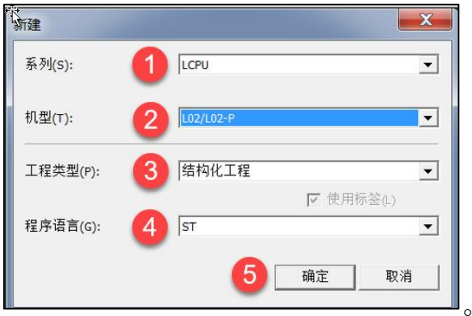 新建
系列(S): 1 LCPU
机型(T): 2 L02/L02-P
工程类型(P): 3 结构化工程
使用标签(L)
程序语言(G): 4 ST
5 确定 取消
。